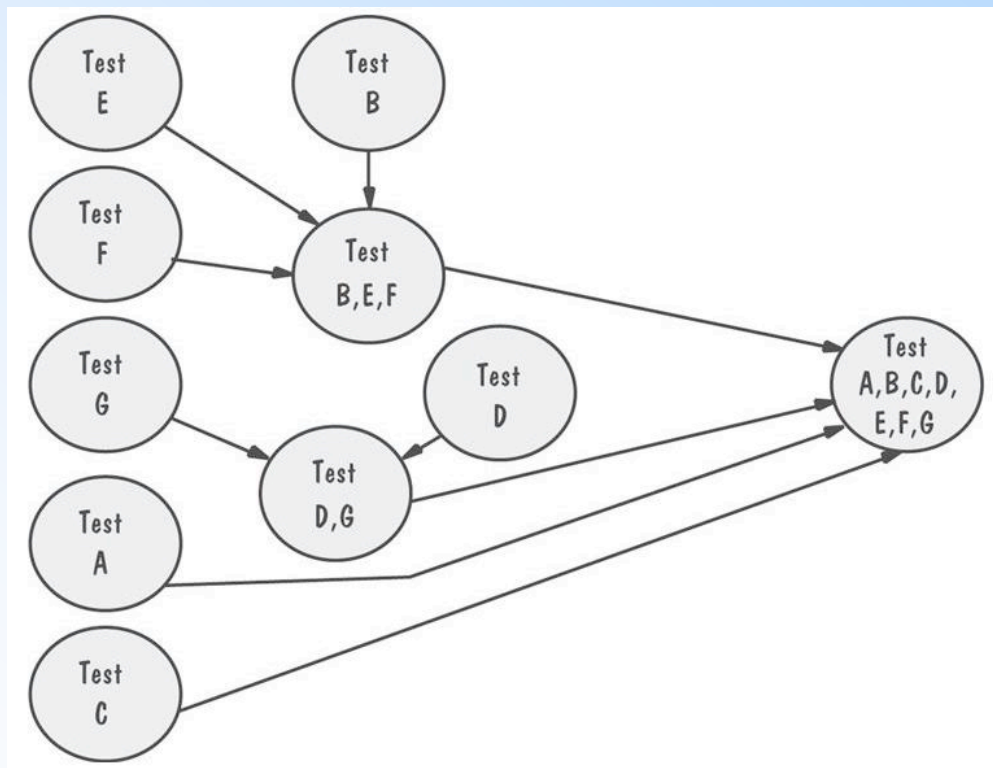 Test
E
Test
B
Test
F
Test
B,E,F
Test
G
Test
D
Test
A,B,C,D,
E,F,G
Test
D,G
Test
A
Test
C